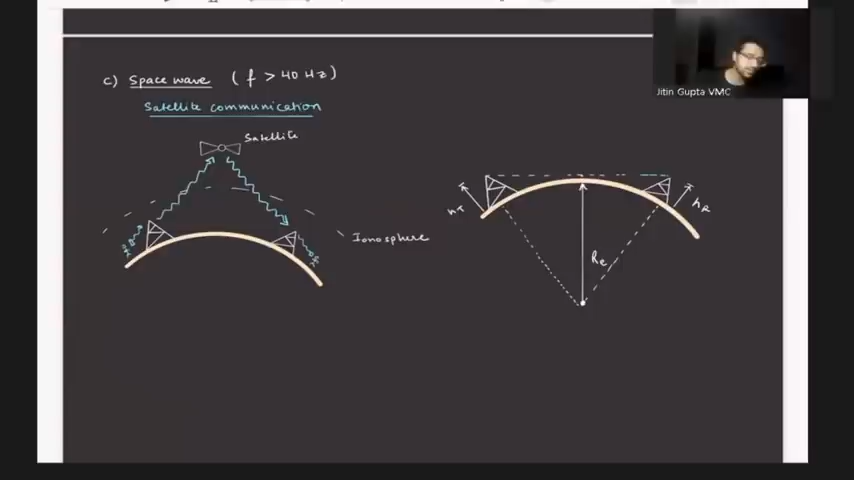 c) Space wave (f > 40 Hz)
Satellite communication
Satellite
Ionosphere
hT
hR
Re
Jitin Gupta VMC